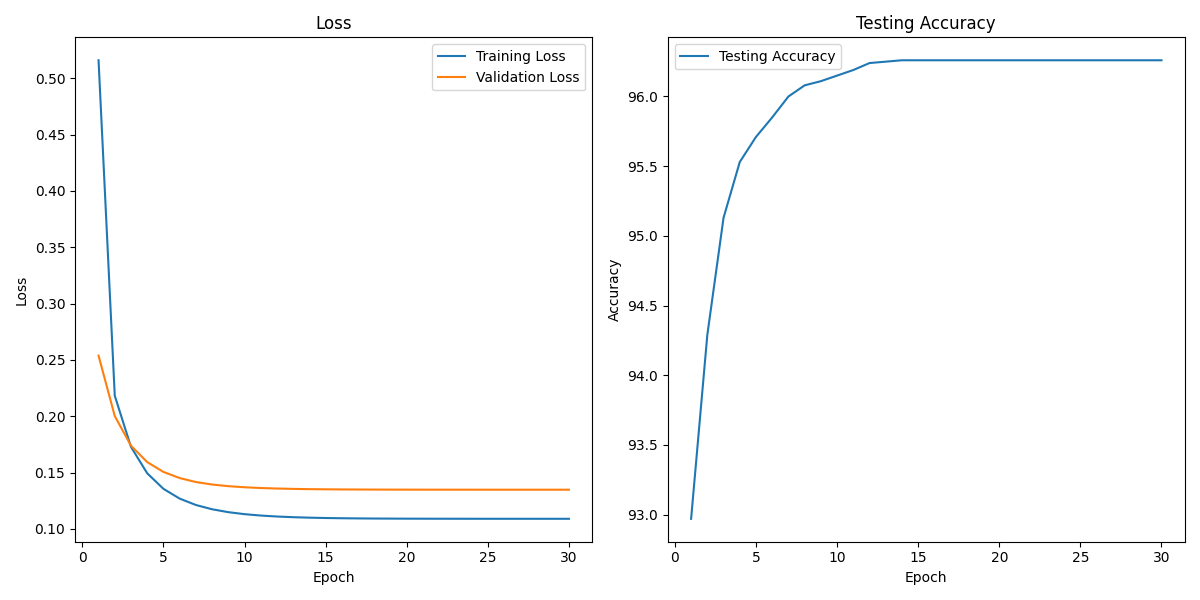 Loss
Training Loss
Validation Loss
0.50
0.45
0.40
0.35
0.30
0.25
0.20
0.15
0.10
Loss
0 5 10 15 20 25 30
Epoch
Testing Accuracy
Testing Accuracy
96.0
95.5
95.0
94.5
94.0
93.5
93.0
Accuracy
0 5 10 15 20 25 30
Epoch